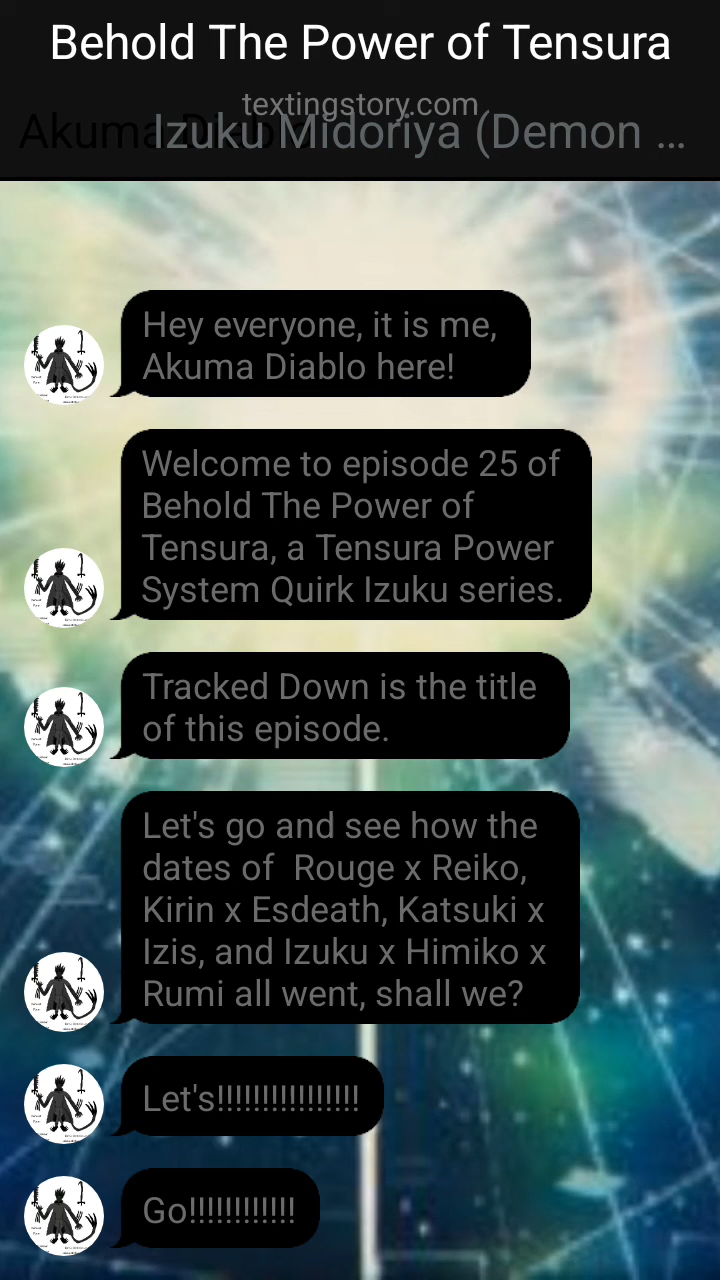 Behold The Power of Tensura
textingstory.com
Akuma Diablo
Izuku Midoriya (Demon ...
Hey everyone, it is me,
Akuma Diablo here!
Welcome to episode 25 of
Behold The Power of
Tensura, a Tensura Power
System Quirk Izuku series.
Tracked Down is the title
of this episode.
Let's go and see how the
dates of  Rouge x Reiko,
Kirin x Esdeath, Katsuki x
Izis, and Izuku x Himiko x
Rumi all went, shall we?
Let's!!!!!!!!!!!!!!!!!
Go!!!!!!!!!!!!